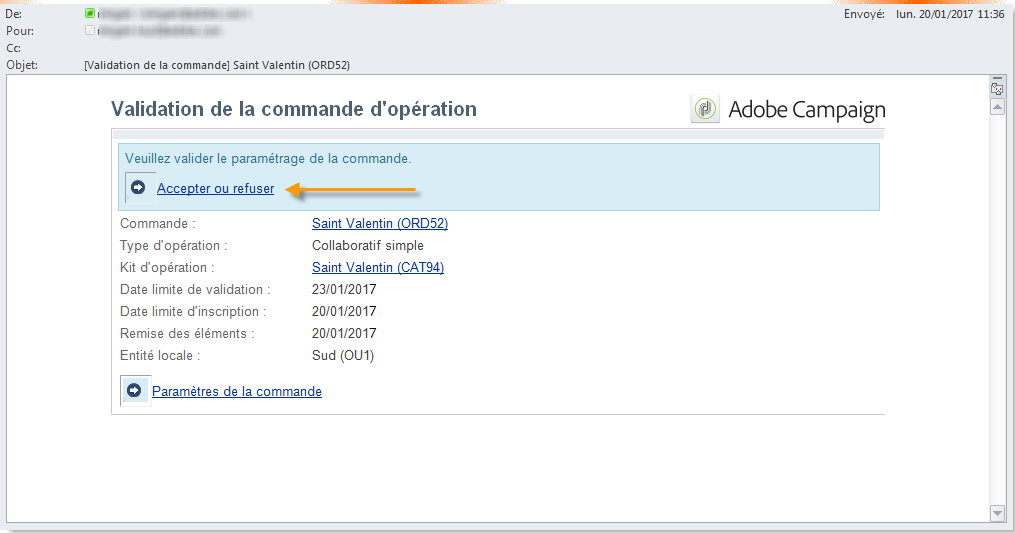 De:
Envoyé: lun. 20/01/2017 11:36
Pour:
Cc:
Objet: [Validation de la commande] Saint Valentin (ORD52)
Validation de la commande d'opération
Adobe Campaign
Veuillez valider le paramétrage de la commande.
Accepter ou refuser
Commande : Saint Valentin (ORD52)
Type d'opération : Collaboratif simple
Kit d'opération : Saint Valentin (CAT94)
Date limite de validation : 23/01/2017
Date limite d'inscription : 20/01/2017
Remise des éléments : 20/01/2017
Entité locale : Sud (OU1)
Paramètres de la commande